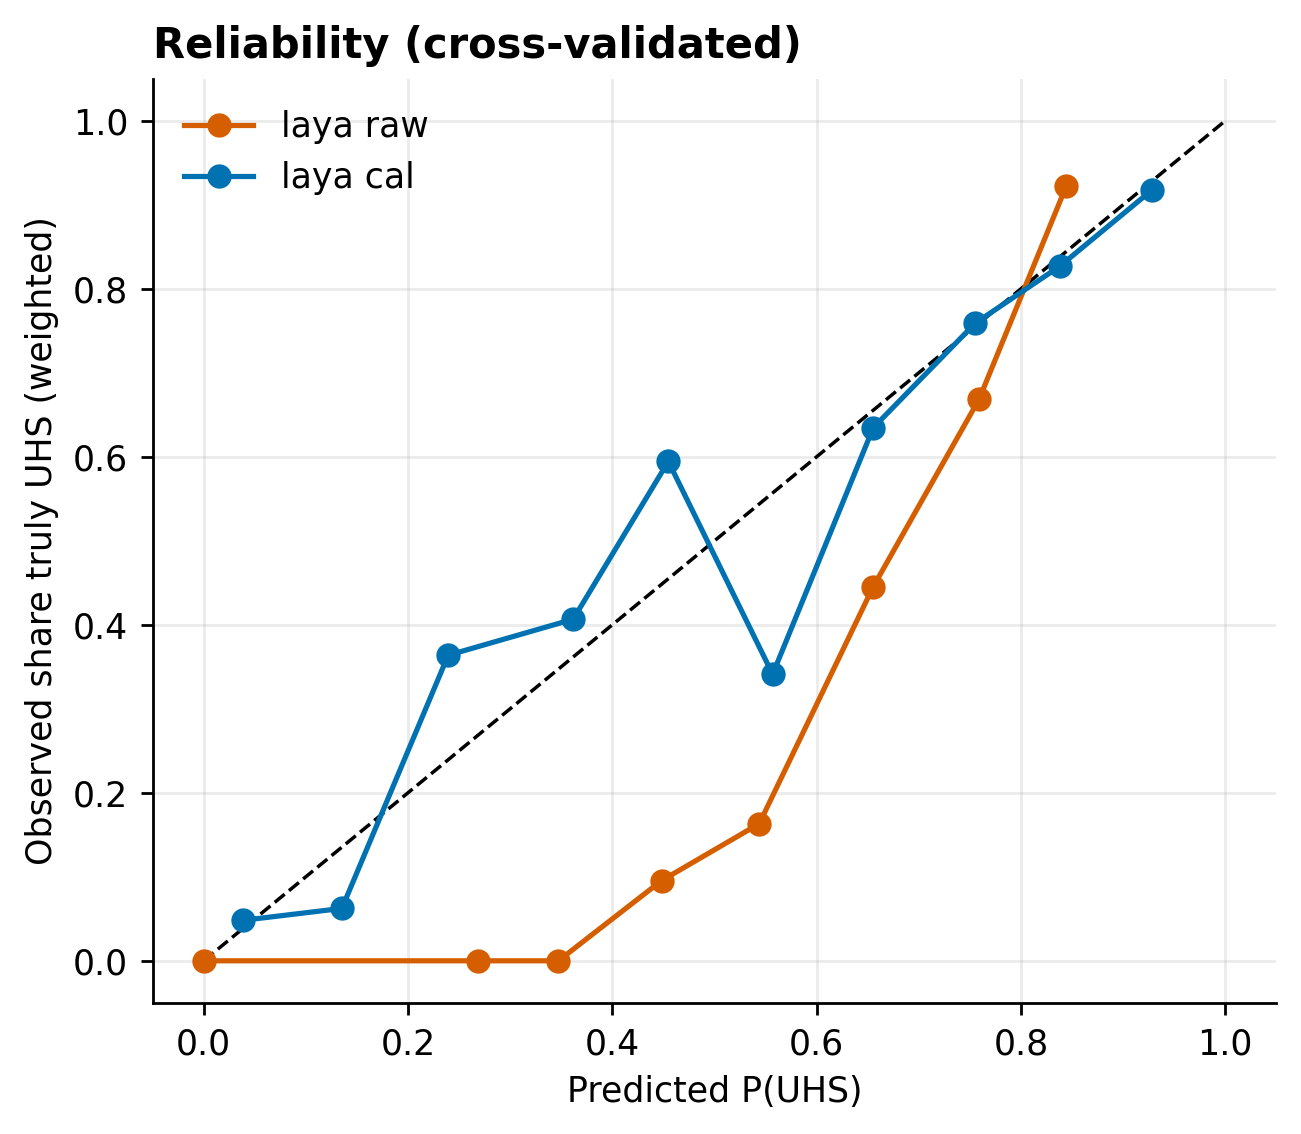 Reliability (cross-validated)
laya raw
laya cal
Observed share truly UHS (weighted)
1.0
0.8
0.6
0.4
0.2
0.0
0.0 0.2 0.4 0.6 0.8 1.0
Predicted P(UHS)